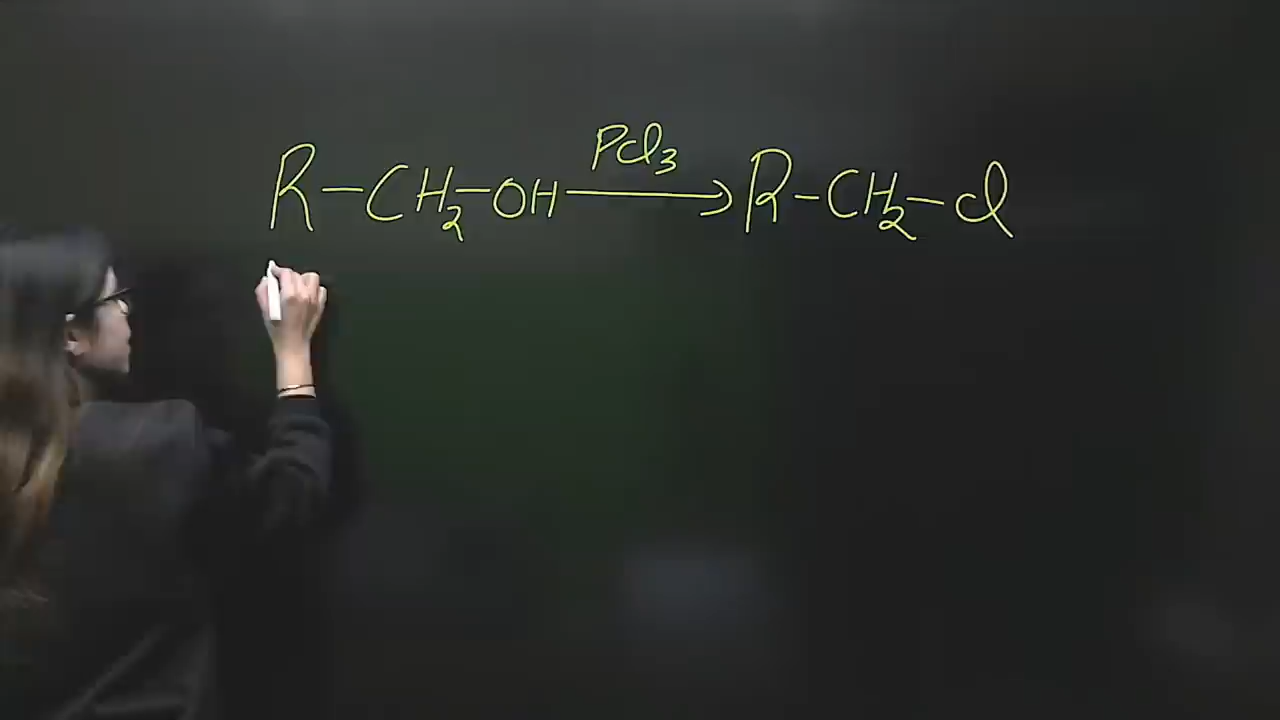 R-CH₂-OH —PCl₃→ R-CH₂-Cl